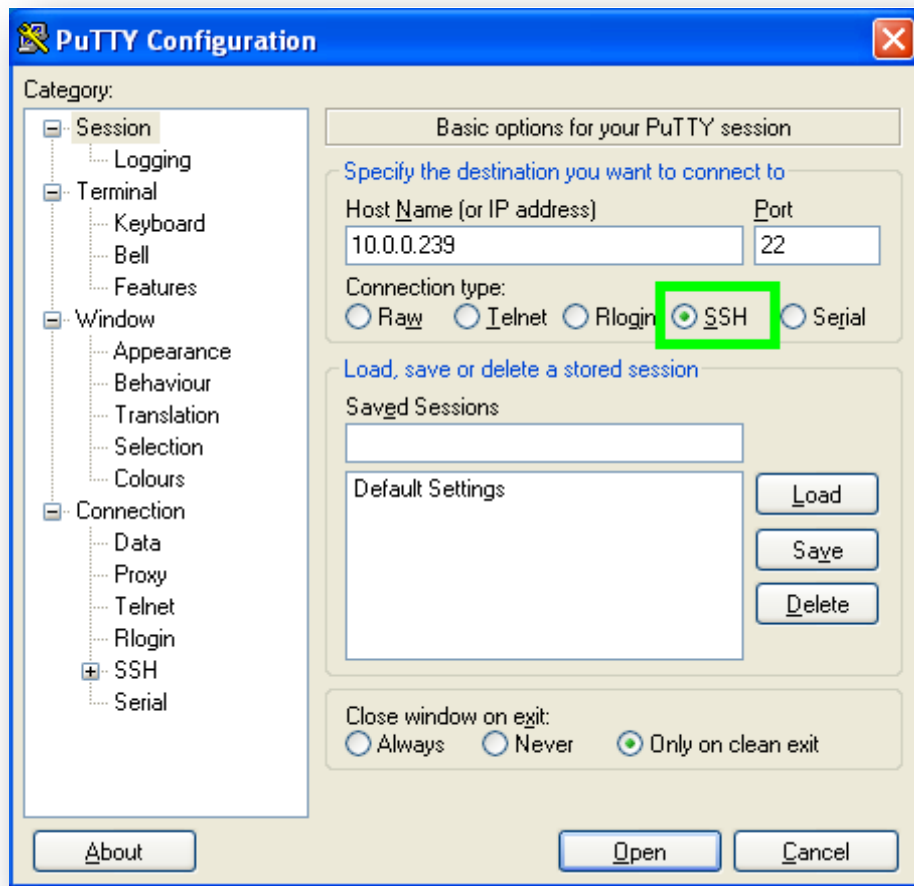 PuTTY Configuration
Category:
Session
Logging
Terminal
Keyboard
Bell
Features
Window
Appearance
Behaviour
Translation
Selection
Colours
Connection
Data
Proxy
Telnet
Rlogin
SSH
Serial
Basic options for your PuTTY session
Specify the destination you want to connect to
Host Name (or IP address) Port
10.0.0.239 22
Connection type:
Raw Telnet Rlogin SSH Serial
Load, save or delete a stored session
Saved Sessions
Default Settings
Load
Save
Delete
Close window on exit:
Always Never Only on clean exit
About Open Cancel